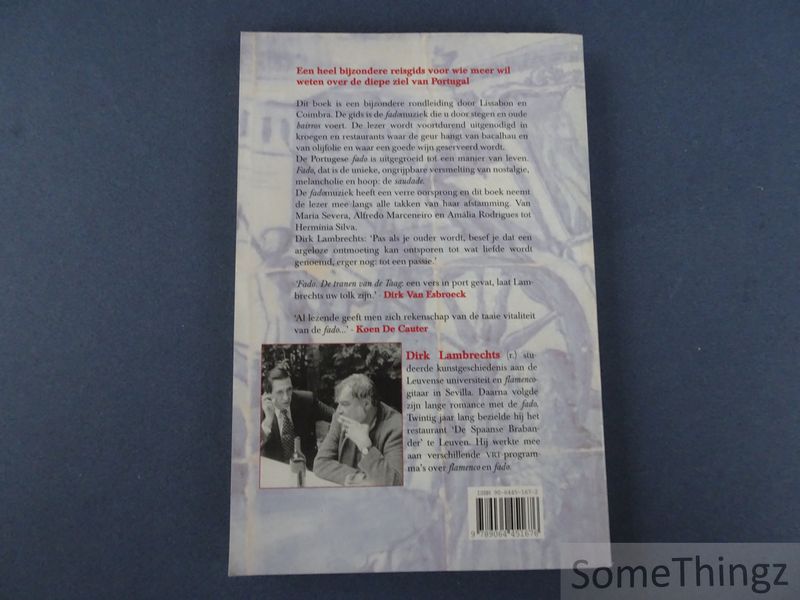 Een heel bijzondere reisgids voor wie meer wil
weten over de diepe ziel van Portugal
Dit boek is een bijzondere rondleiding door Lissabon en
Coimbra. De gids is de fadomuziek die u door stegen en oude
bairros voert. De lezer wordt voortdurend uitgenodigd in
kroegen en restaurants waar de geur hangt van bacalhau en
van olijfolie en waar een goede wijn geserveerd wordt.
De Portugese fado is uitgegroeid tot een manier van leven.
Fado, dat is de unieke, ongrijpbare versmelting van nostalgie,
melancholie en hoop: de saudade.
De fadomuziek heeft een verre oorsprong en dit boek neemt
de lezer mee langs alle takken van haar afstamming. Van
Maria Severa, Alfredo Marceneiro en Amália Rodrigues tot
Herminia Silva.
Dirk Lambrechts: 'Pas als je ouder wordt, besef je dat een
argeloze ontmoeting kan ontsporen tot wat liefde wordt
genoemd, erger nog: tot een passie.'
'Fado. De tranen van de Taag: een vers in port gevat, laat Lam-
brechts uw tolk zijn.' - Dirk Van Esbroeck
'Al lezende geeft men zich rekenschap van de taaie vitaliteit
van de fado...' - Koen De Cauter
Dirk Lambrechts (r.) stu-
deerde kunstgeschiedenis aan de
Leuvense universiteit en flamenco-
gitaar in Sevilla. Daarna volgde
zijn lange romance met de fado.
Twintig jaar lang bezielde hij het
restaurant 'De Spaanse Braban-
der' te Leuven. Hij werkte mee
aan verschillende VRT-program-
ma's over flamenco en fado.
ISBN 90-6445-167-2
9 789064 451676
SomeThingz